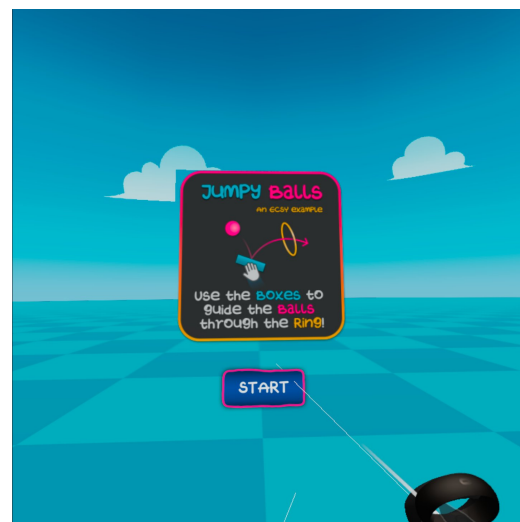 Jumpy Balls
An ECSY example
Use the Boxes to
guide the Balls
through the Ring!
START